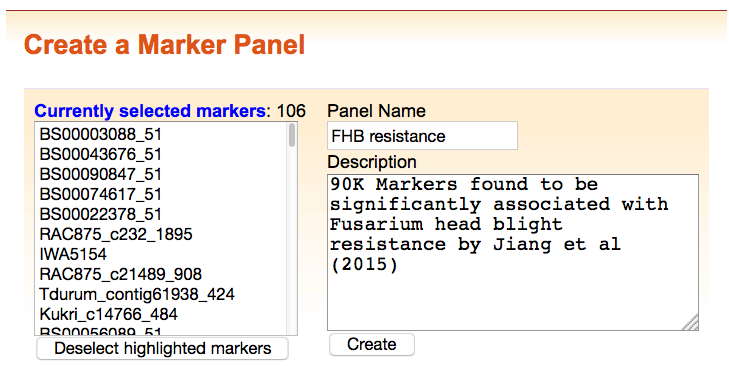 Create a Marker Panel
Currently selected markers: 106
BS00003088_51
BS00043676_51
BS00090847_51
BS00074617_51
BS00022378_51
RAC875_c232_1895
IWA5154
RAC875_c21489_908
Tdurum_contig61938_424
Kukri_c14766_484
BS00056089_51
Deselect highlighted markers
Panel Name
FHB resistance
Description
90K Markers found to be
significantly associated with
Fusarium head blight
resistance by Jiang et al
(2015)
Create